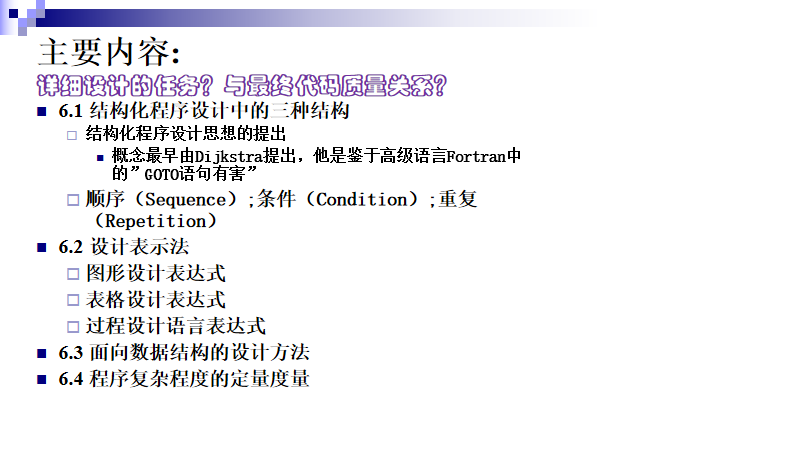 主要内容:
详细设计的任务？与最终代码质量关系？
6.1 结构化程序设计中的三种结构
结构化程序设计思想的提出
概念最早由Dijkstra提出，他是鉴于高级语言Fortran中
的”GOTO语句有害”
顺序（Sequence）;条件（Condition）;重复
（Repetition）
6.2 设计表示法
图形设计表达式
表格设计表达式
过程设计语言表达式
6.3 面向数据结构的设计方法
6.4 程序复杂程度的定量度量